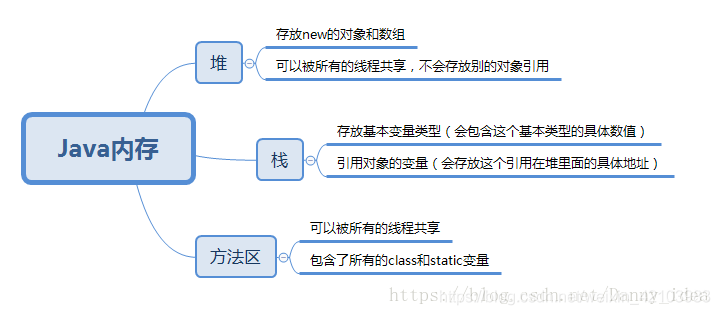 Java内存
堆
存放new的对象和数组
可以被所有的线程共享，不会存放别的对象引用
栈
存放基本变量类型（会包含这个基本类型的具体数值）
引用对象的变量（会存放这个引用在堆里面的具体地址）
方法区
可以被所有的线程共享
包含了所有的class和static变量
https://blog.csdn.net/Danny_idea